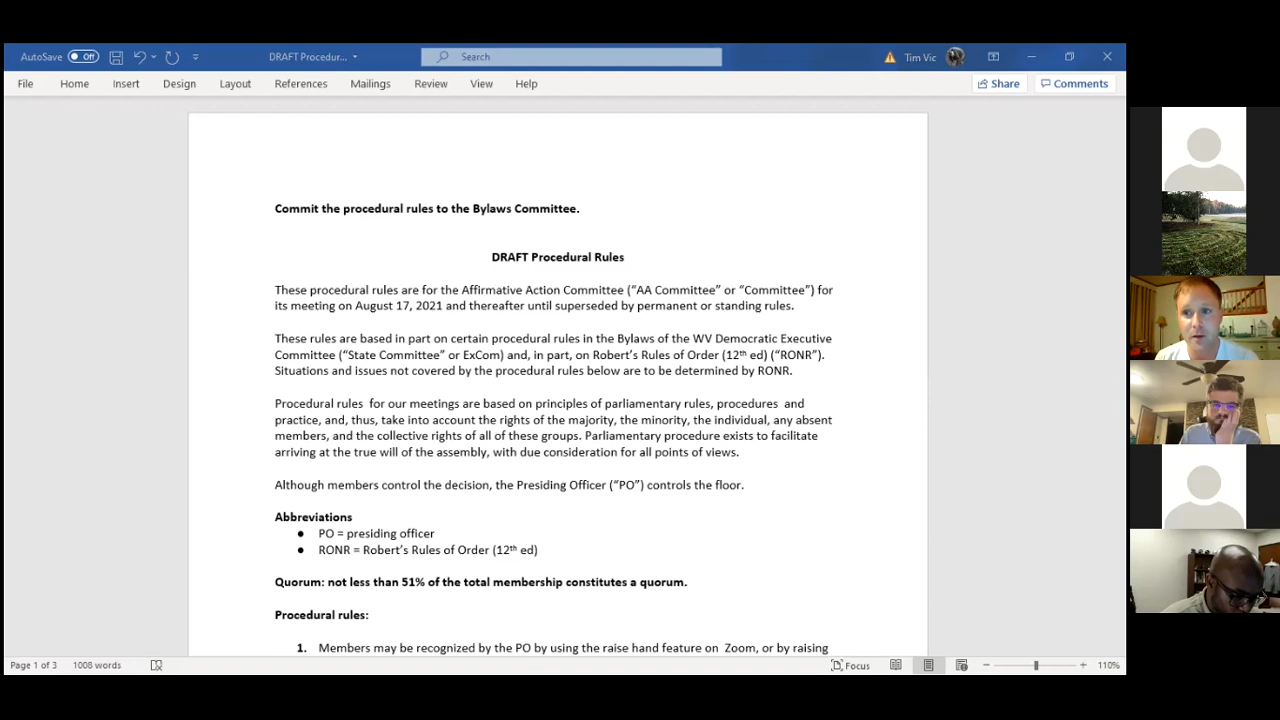 AutoSave Off DRAFT Procedur... Search Tim Vic
File Home Insert Design Layout References Mailings Review View Help Share Comments
Commit the procedural rules to the Bylaws Committee.
DRAFT Procedural Rules
These procedural rules are for the Affirmative Action Committee (“AA Committee” or “Committee”) for
its meeting on August 17, 2021 and thereafter until superseded by permanent or standing rules.
These rules are based in part on certain procedural rules in the Bylaws of the WV Democratic Executive
Committee (“State Committee” or ExCom) and, in part, on Robert’s Rules of Order (12th ed) (“RONR”).
Situations and issues not covered by the procedural rules below are to be determined by RONR.
Procedural rules for our meetings are based on principles of parliamentary rules, procedures and
practice, and, thus, take into account the rights of the majority, the minority, the individual, any absent
members, and the collective rights of all of these groups. Parliamentary procedure exists to facilitate
arriving at the true will of the assembly, with due consideration for all points of views.
Although members control the decision, the Presiding Officer (“PO”) controls the floor.
Abbreviations
● PO = presiding officer
● RONR = Robert’s Rules of Order (12th ed)
Quorum: not less than 51% of the total membership constitutes a quorum.
Procedural rules:
1. Members may be recognized by the PO by using the raise hand feature on Zoom, or by raising
Page 1 of 3 1008 words Focus 110%